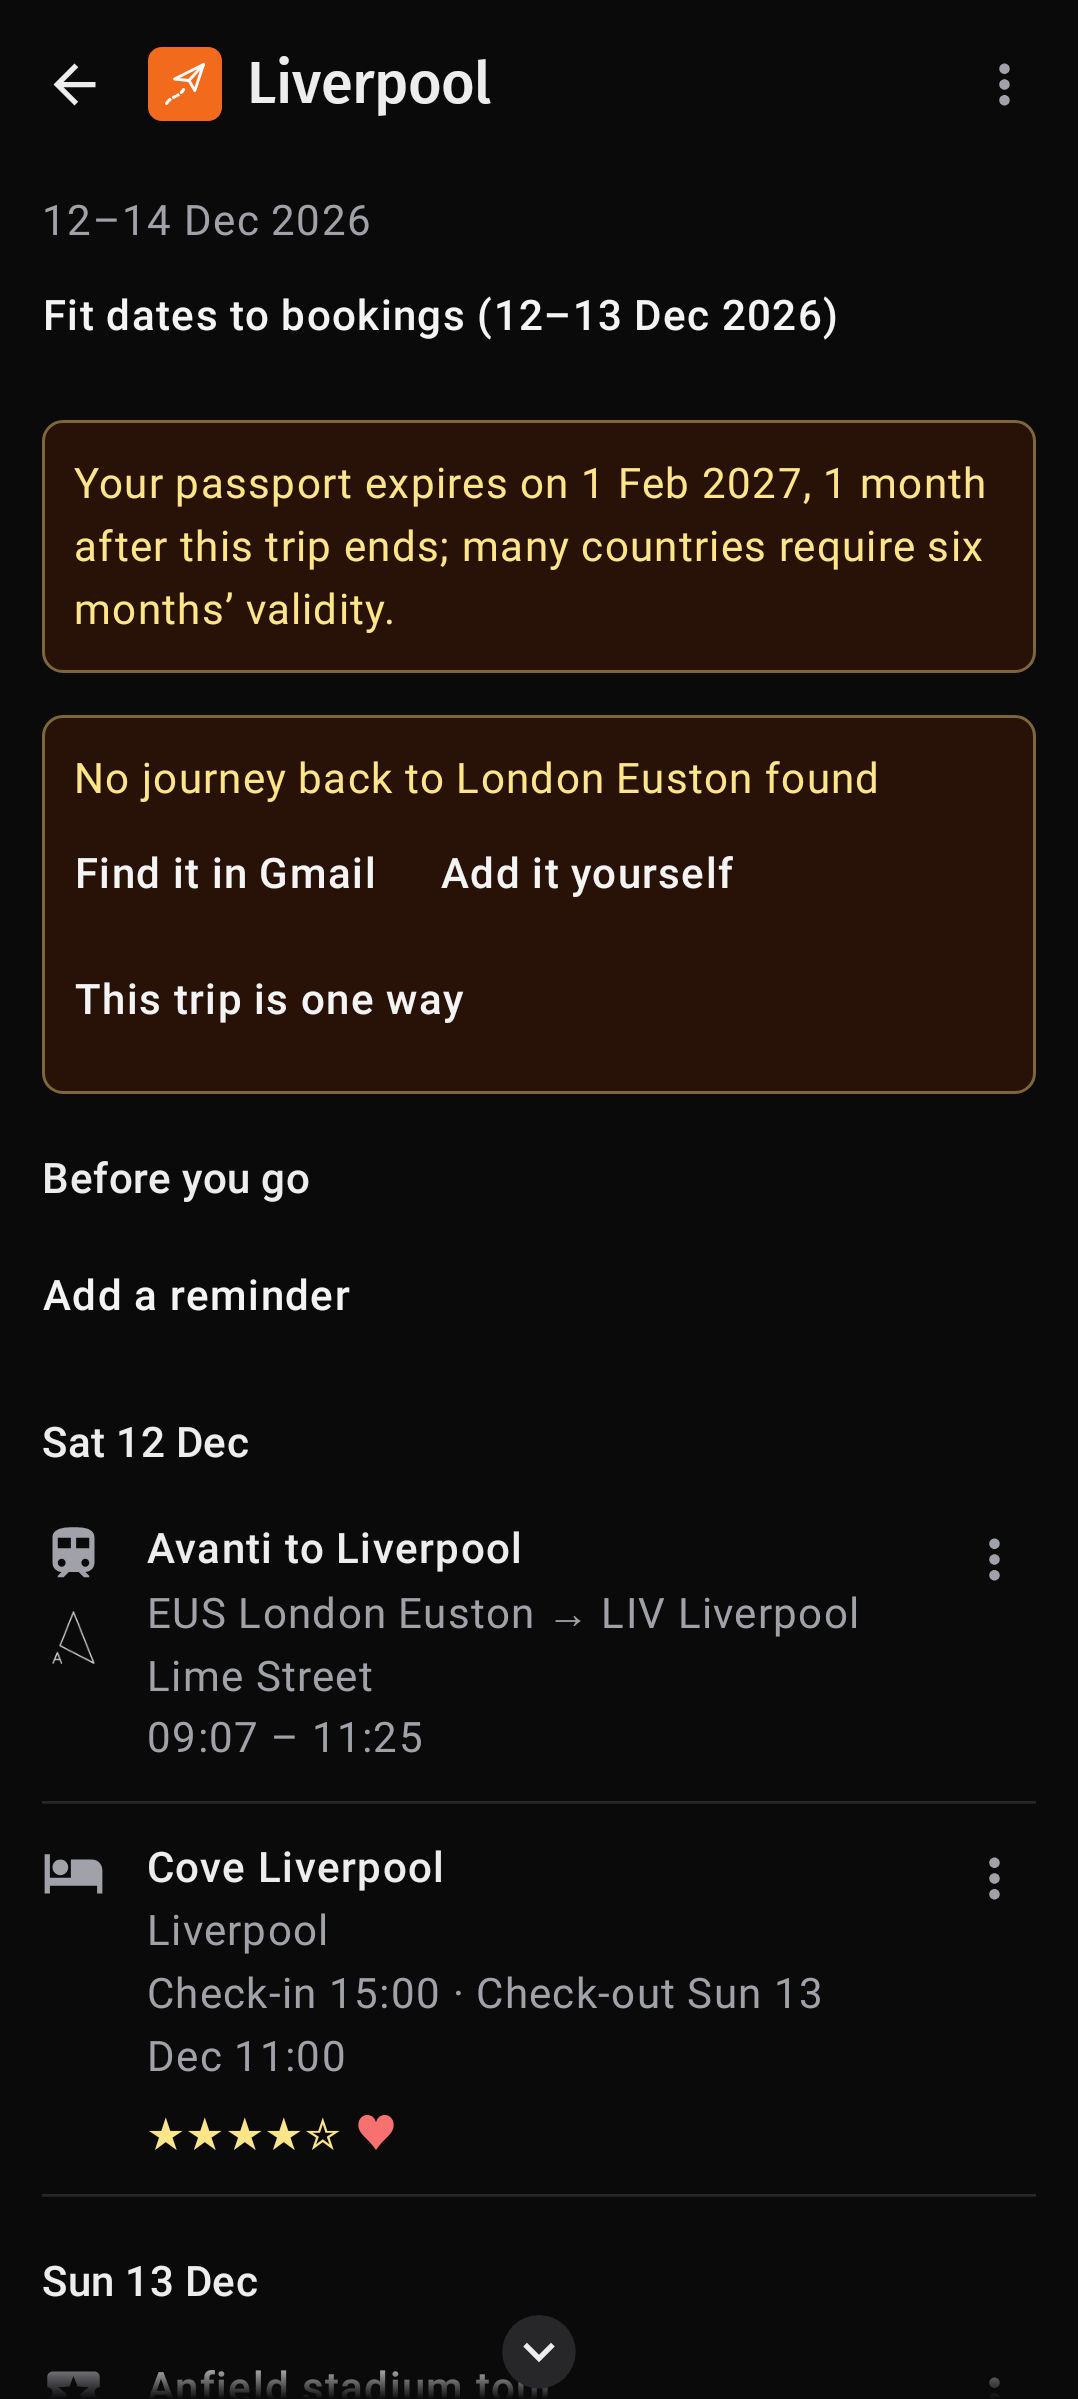 Liverpool
12–14 Dec 2026
Fit dates to bookings (12–13 Dec 2026)
Your passport expires on 1 Feb 2027, 1 month
after this trip ends; many countries require six
months’ validity.
No journey back to London Euston found
Find it in Gmail Add it yourself
This trip is one way
Before you go
Add a reminder
Sat 12 Dec
Avanti to Liverpool
EUS London Euston → LIV Liverpool
Lime Street
09:07 – 11:25
A
Cove Liverpool
Liverpool
Check-in 15:00 · Check-out Sun 13
Dec 11:00
★★★★☆ ♥
Sun 13 Dec
Anfield stadium tour